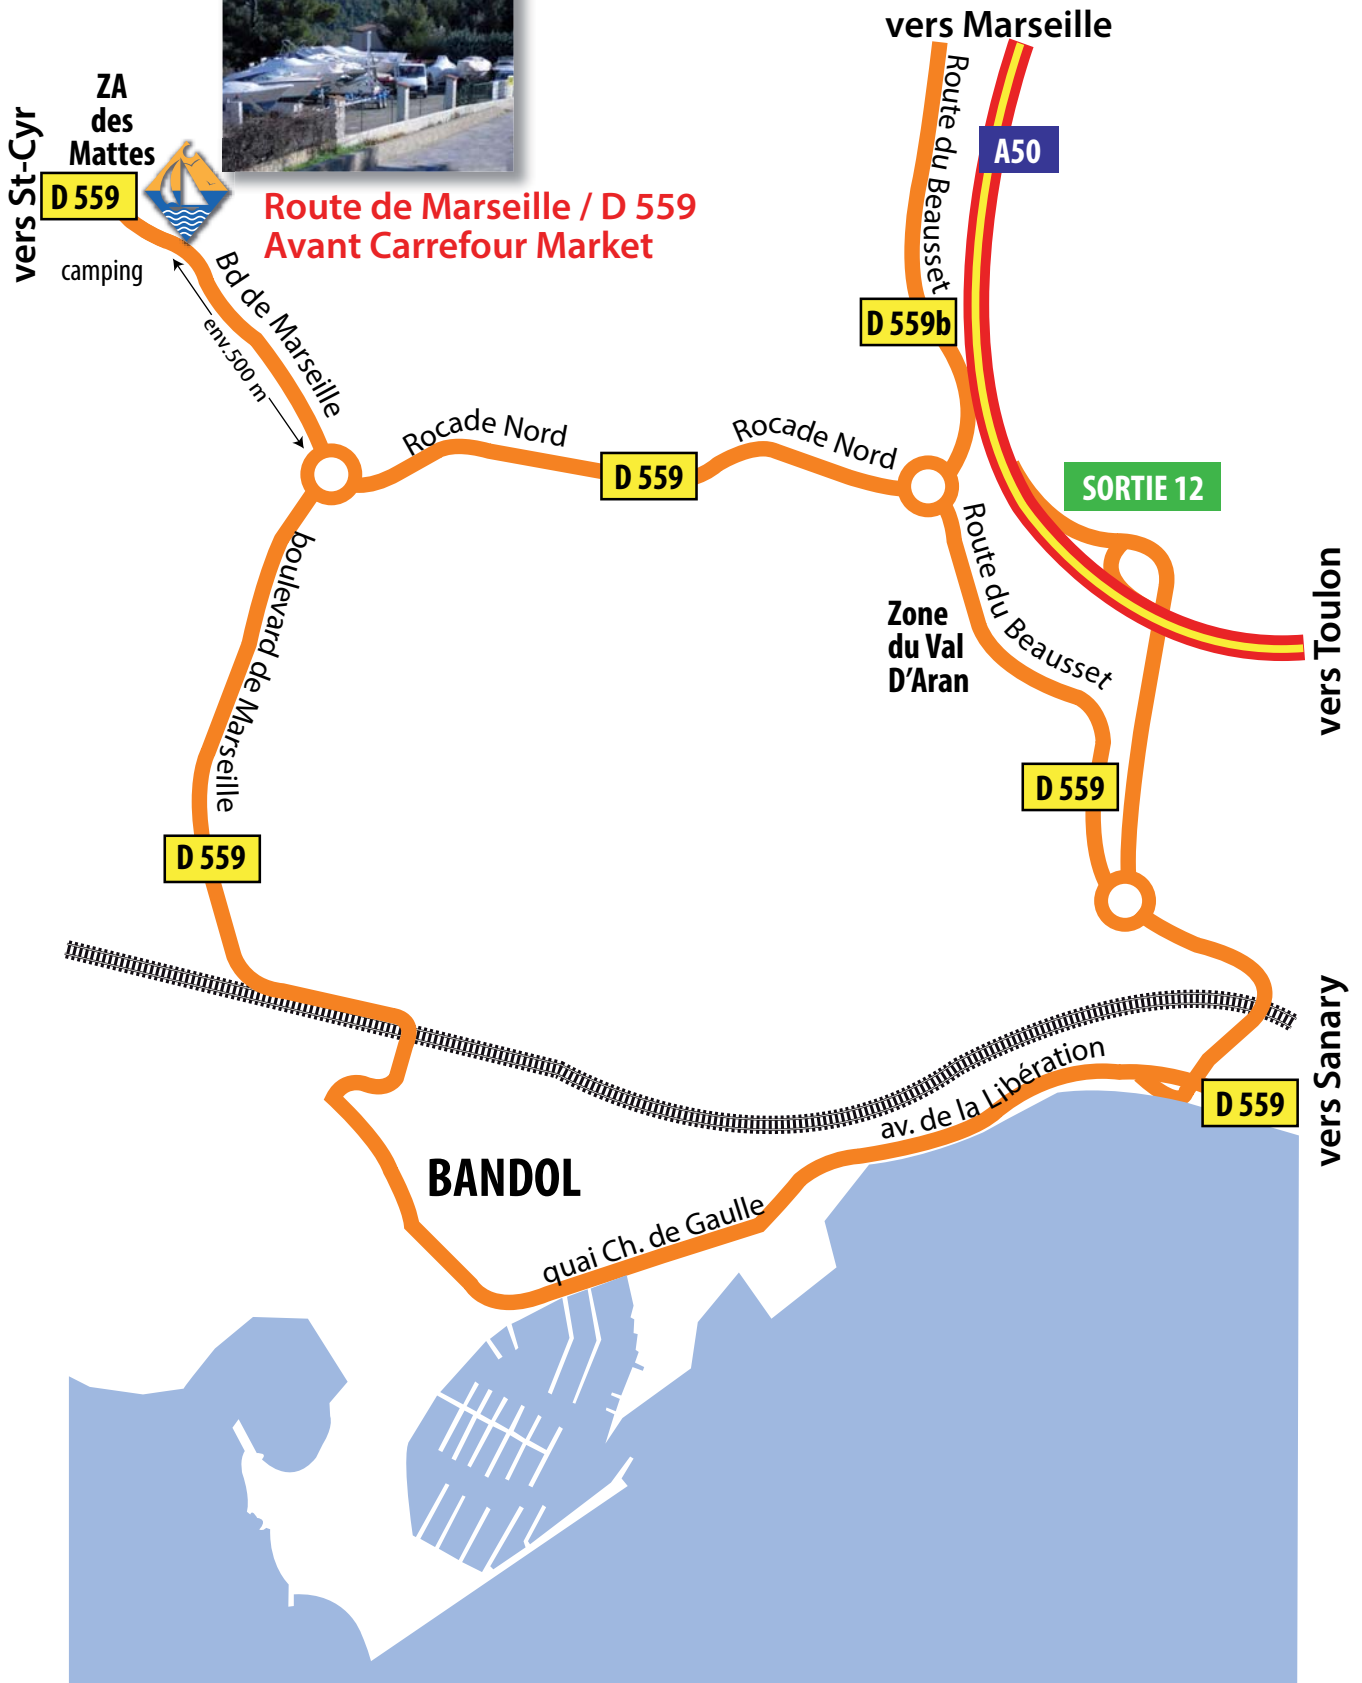 vers Marseille
ZA
des
Mattes
vers St-Cyr
D 559
camping
Route de Marseille / D 559
Avant Carrefour Market
Route du Beausset
A50
D 559b
Bd de Marseille
env.500 m
Rocade Nord
D 559
Rocade Nord
SORTIE 12
Route du Beausset
Zone
du Val
D'Aran
vers Toulon
boulevard de Marseille
D 559
D 559
vers Sanary
av. de la Libération
D 559
BANDOL
quai Ch. de Gaulle